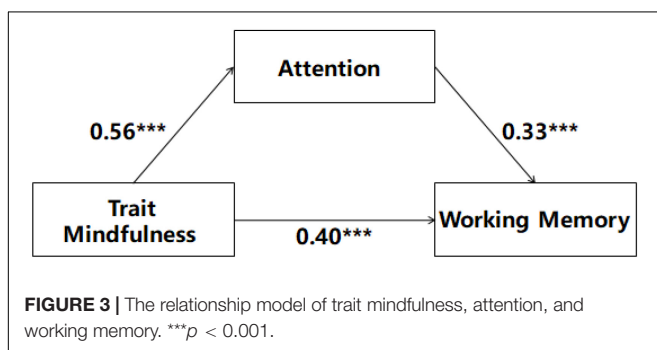 Attention
0.56***
0.33***
Trait
Mindfulness
0.40***
Working Memory
FIGURE 3 | The relationship model of trait mindfulness, attention, and
working memory. ***p < 0.001.